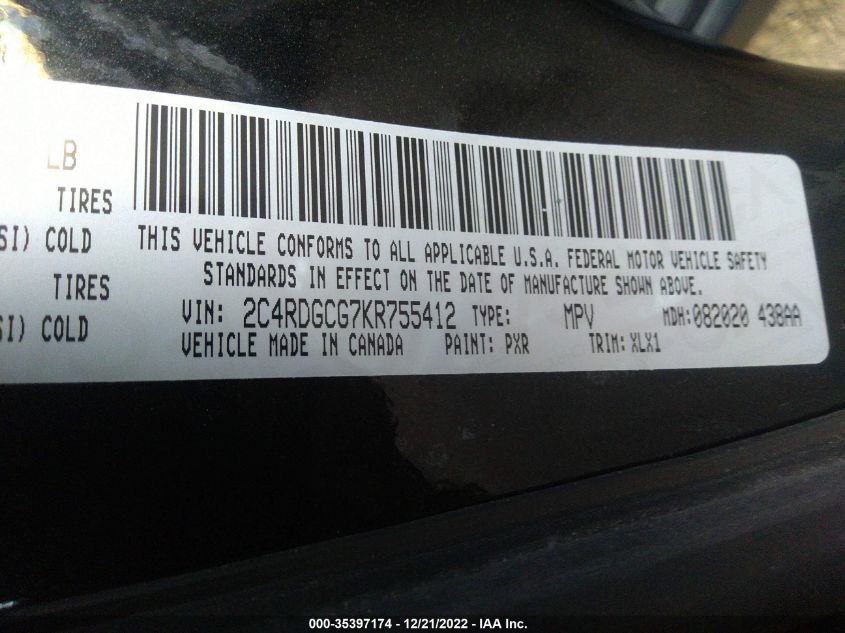 LB
TIRES
SI) COLD
TIRES
SI) COLD
THIS VEHICLE CONFORMS TO ALL APPLICABLE U.S.A. FEDERAL MOTOR VEHICLE SAFETY
STANDARDS IN EFFECT ON THE DATE OF MANUFACTURE SHOWN ABOVE.
VIN: 2C4RDGCG7KR755412 TYPE: MPV MDH:082020 438AA
VEHICLE MADE IN CANADA PAINT: PXR TRIM: XLX1
000-35397174 - 12/21/2022 - IAA Inc.